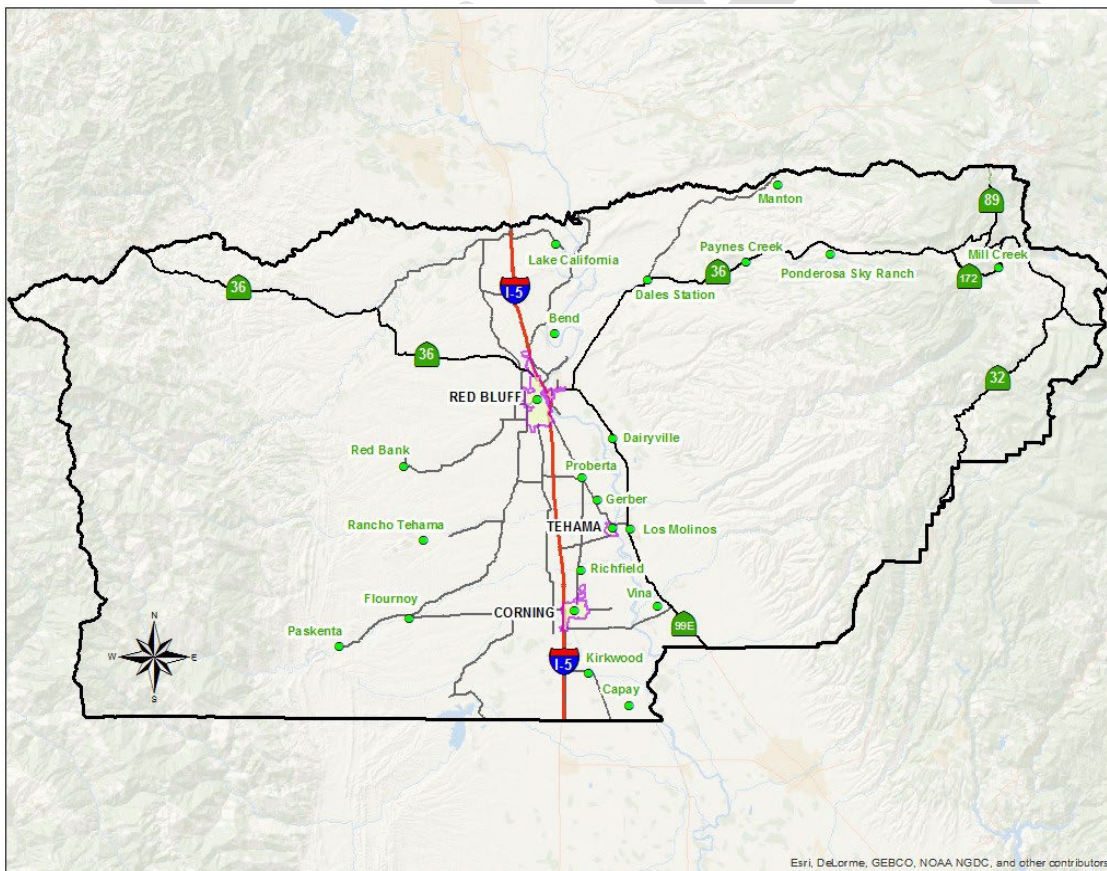 Manton
89
Paynes Creek
Mill Creek
Lake California
36
Ponderosa Sky Ranch
172
36
I-5
Dales Station
Bend
36
32
RED BLUFF
Dairyville
Red Bank
Proberta
Gerber
Rancho Tehama
TEHAMA
Los Molinos
Richfield
Flournoy
Vina
CORNING
99E
N
Paskenta
W
E
S
Kirkwood
I-5
Capay
Esri, DeLorme, GEBCO, NOAA NGDC, and other contributors